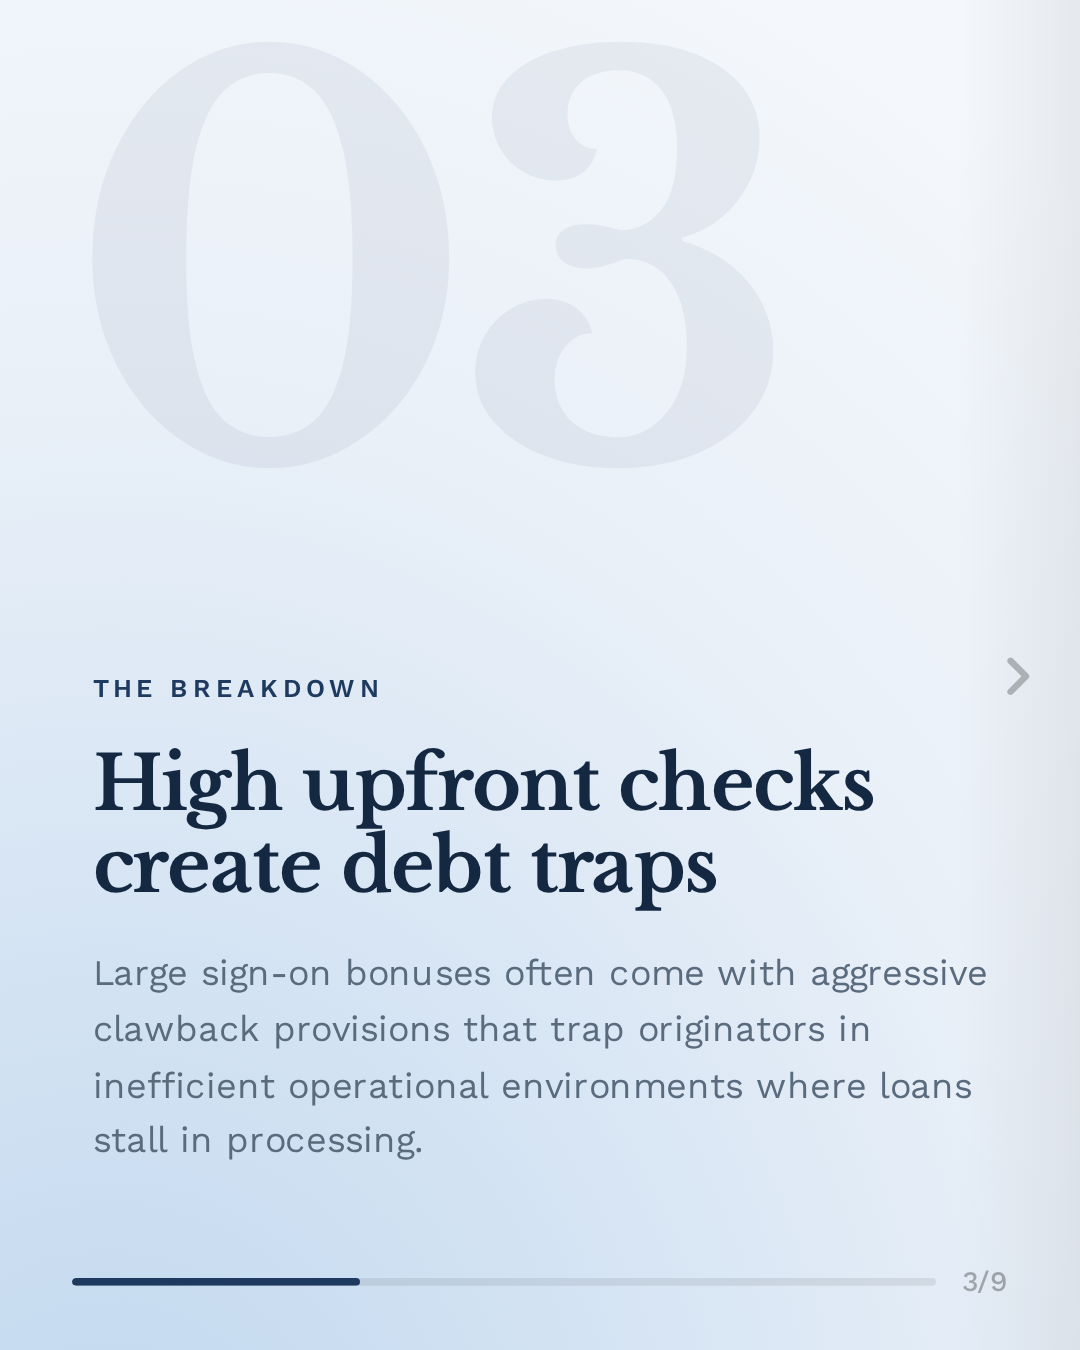 03
THE BREAKDOWN
High upfront checks
create debt traps
Large sign-on bonuses often come with aggressive
clawback provisions that trap originators in
inefficient operational environments where loans
stall in processing.
3/9